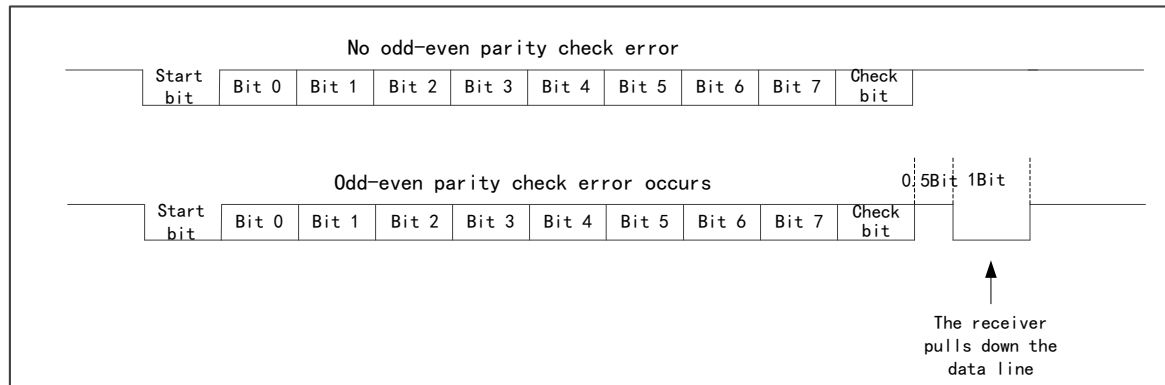 No odd-even parity check error
Start bit
Bit 0
Bit 1
Bit 2
Bit 3
Bit 4
Bit 5
Bit 6
Bit 7
Check bit
Odd-even parity check error occurs
0.5Bit
1Bit
Start bit
Bit 0
Bit 1
Bit 2
Bit 3
Bit 4
Bit 5
Bit 6
Bit 7
Check bit
The receiver
pulls down the
data line